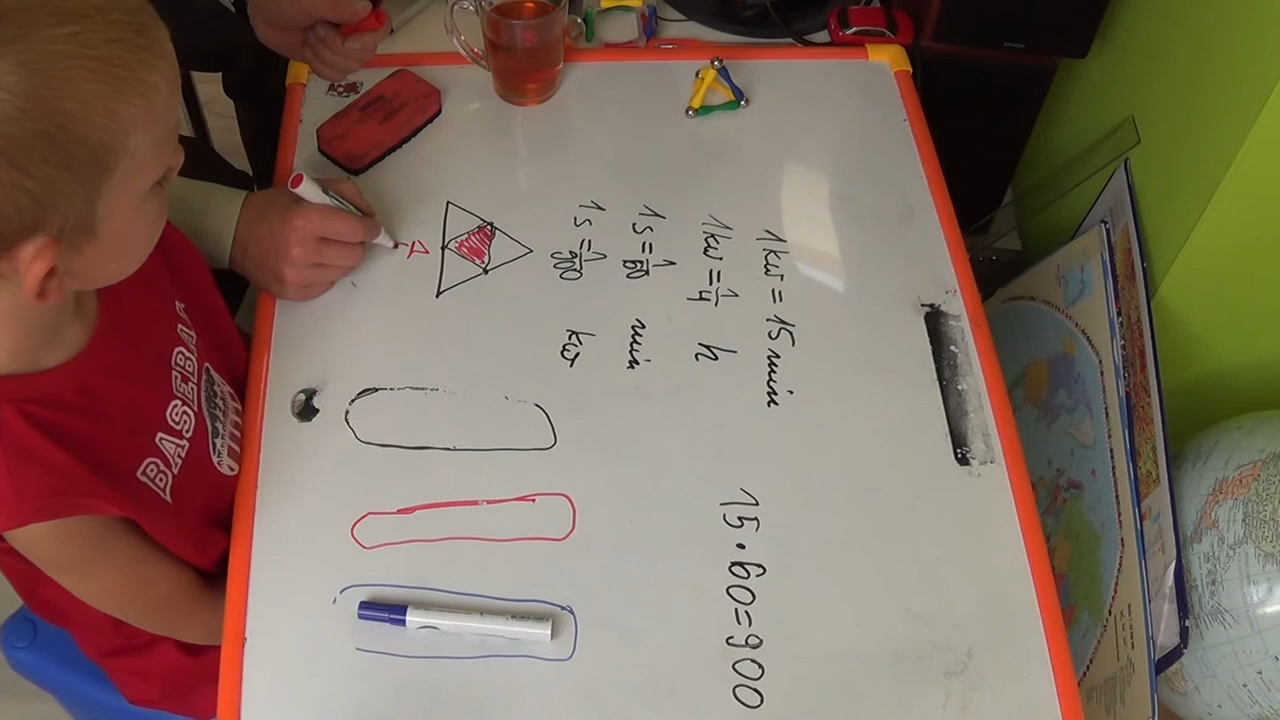 1kw = 15 min
1kw = 1/4 h
1s = 1/60 min
1s = 1/900 kw
15 · 60 = 900
BASEBA